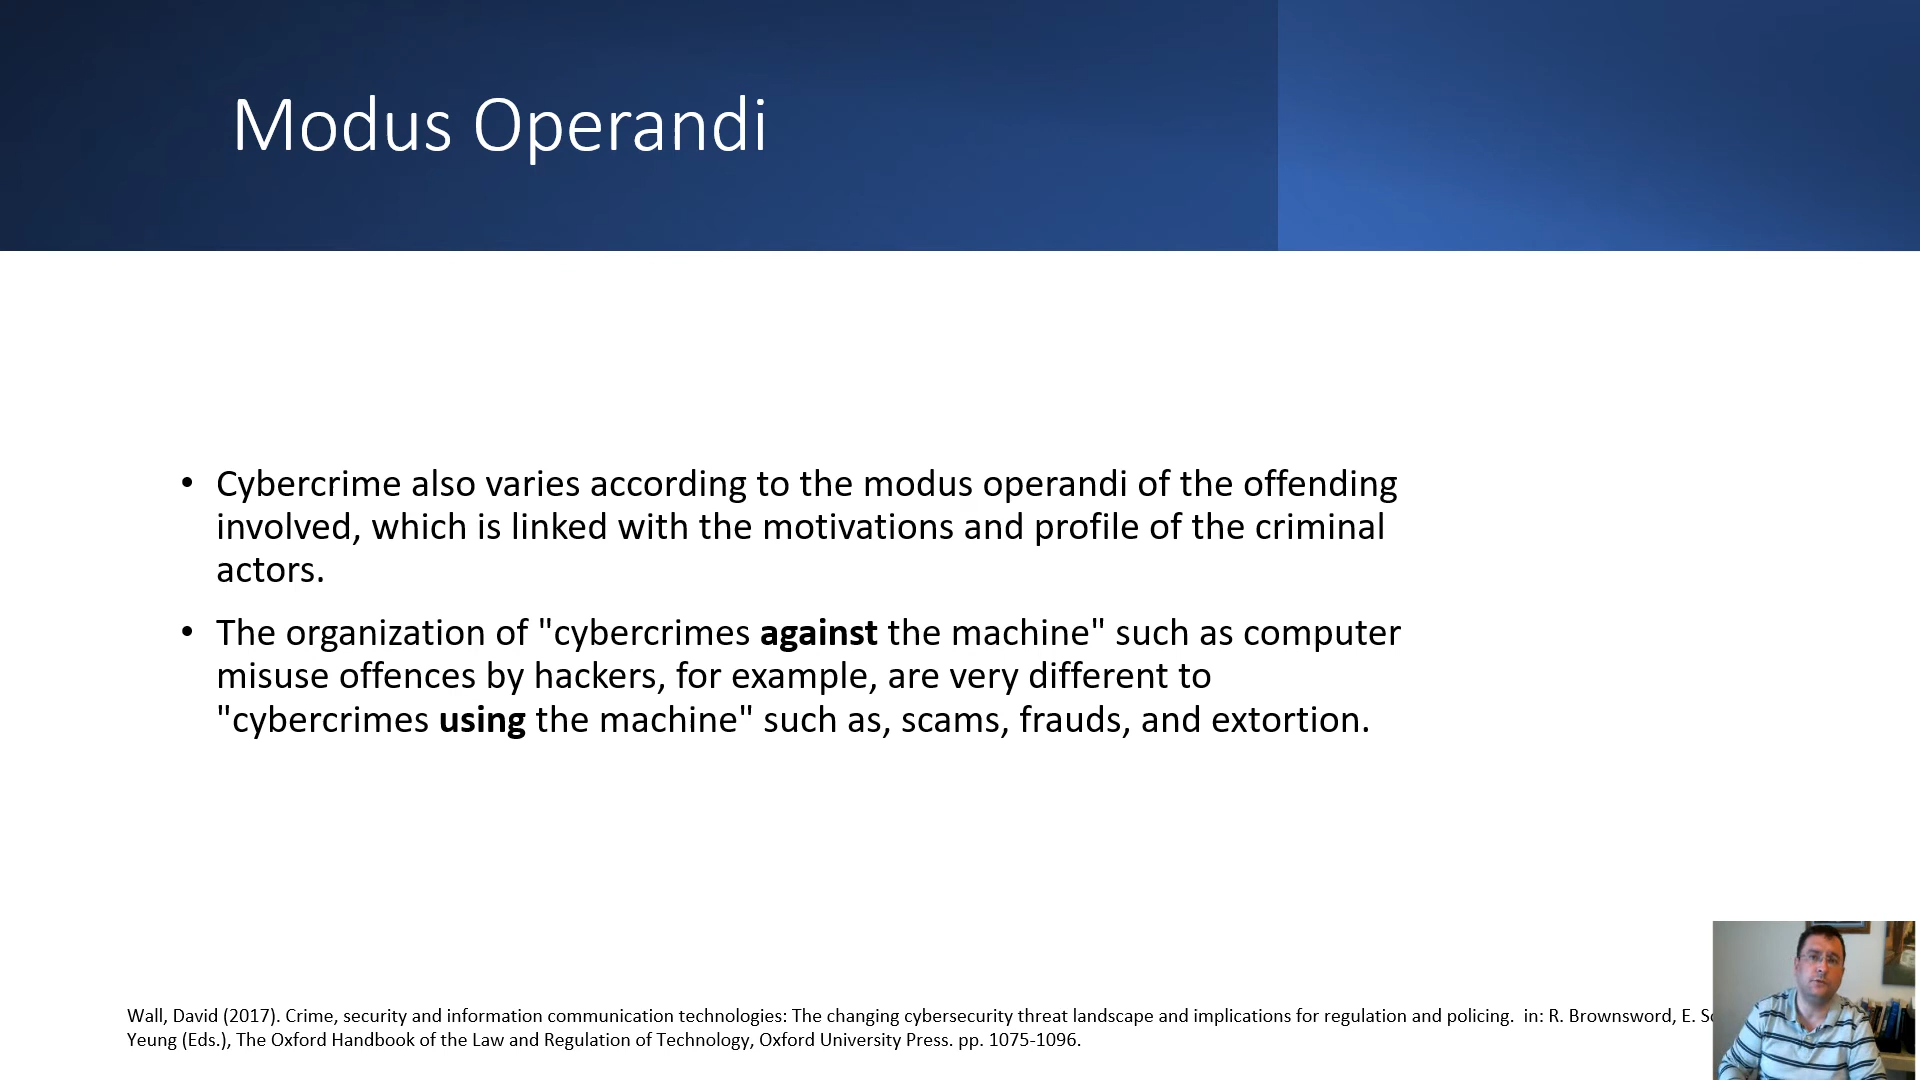 Modus Operandi
• Cybercrime also varies according to the modus operandi of the offending
involved, which is linked with the motivations and profile of the criminal
actors.
• The organization of "cybercrimes against the machine" such as computer
misuse offences by hackers, for example, are very different to
"cybercrimes using the machine" such as, scams, frauds, and extortion.
Wall, David (2017). Crime, security and information communication technologies: The changing cybersecurity threat landscape and implications for regulation and policing. in: R. Brownsword, E.
Yeung (Eds.), The Oxford Handbook of the Law and Regulation of Technology, Oxford University Press. pp. 1075-1096.